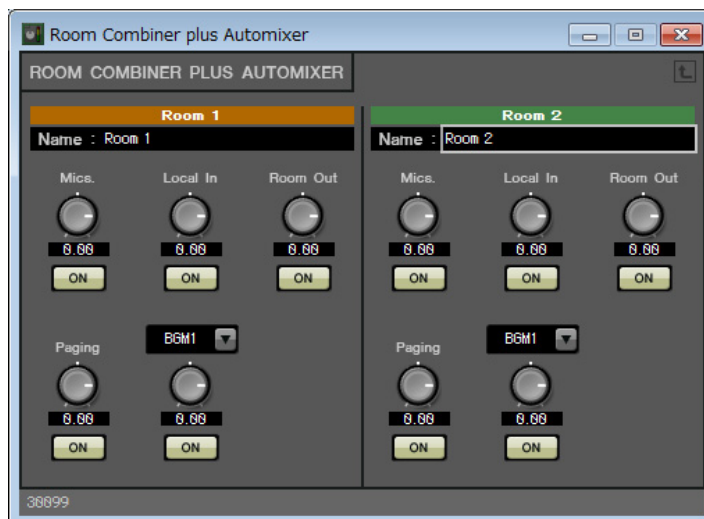 Room Combiner plus Automixer
ROOM COMBINER PLUS AUTOMIXER
Room 1
Name : Room 1
Mics. Local In Room Out
0.00 0.00 0.00
ON ON ON
Paging BGM1
0.00 0.00
ON ON
Room 2
Name : Room 2
Mics. Local In Room Out
0.00 0.00 0.00
ON ON ON
Paging BGM1
0.00 0.00
ON ON
30099